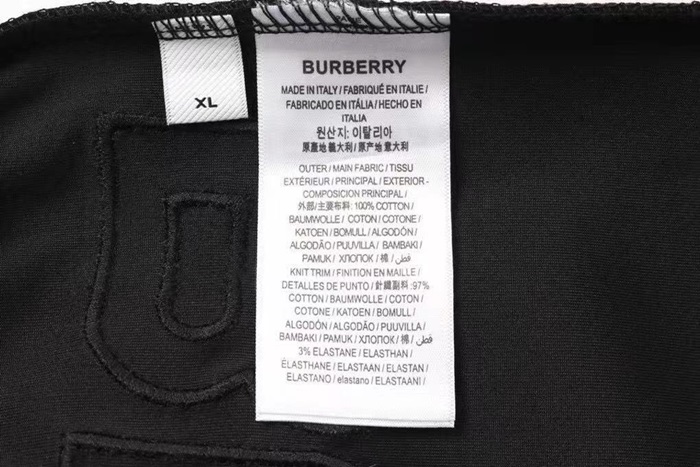 XL
BURBERRY
MADE IN ITALY / FABRIQUÉ EN ITALIE /
FABRICADO EN ITÁLIA / HECHO EN
ITALIA
원산지: 이탈리아
原產地 義大利 / 原产地 意大利
OUTER / MAIN FABRIC / TISSU
EXTÉRIEUR / PRINCIPAL / EXTERIOR -
COMPOSICION PRINCIPAL /
外部/主要布料: 100% COTTON /
BAUMWOLLE / COTON / COTONE /
KATOEN / BOMULL / ALGODÓN /
ALGODÃO / PUUVILLA / BAMBAKI /
PAMUK / ХЛОПОК / 棉 / قطن /
KNIT TRIM / FINITION EN MAILLE /
DETALLES DE PUNTO / 針織副料 :97%
COTTON / BAUMWOLLE / COTON /
COTONE / KATOEN / BOMULL /
ALGODÓN / ALGODÃO / PUUVILLA /
BAMBAKI / PAMUK / ХЛОПОК / 棉 / قطن /
3% ELASTANE / ELASTHAN /
ÉLASTHANE / ELASTAAN / ELASTAN /
ELASTANO / elastano / ELASTAANI /